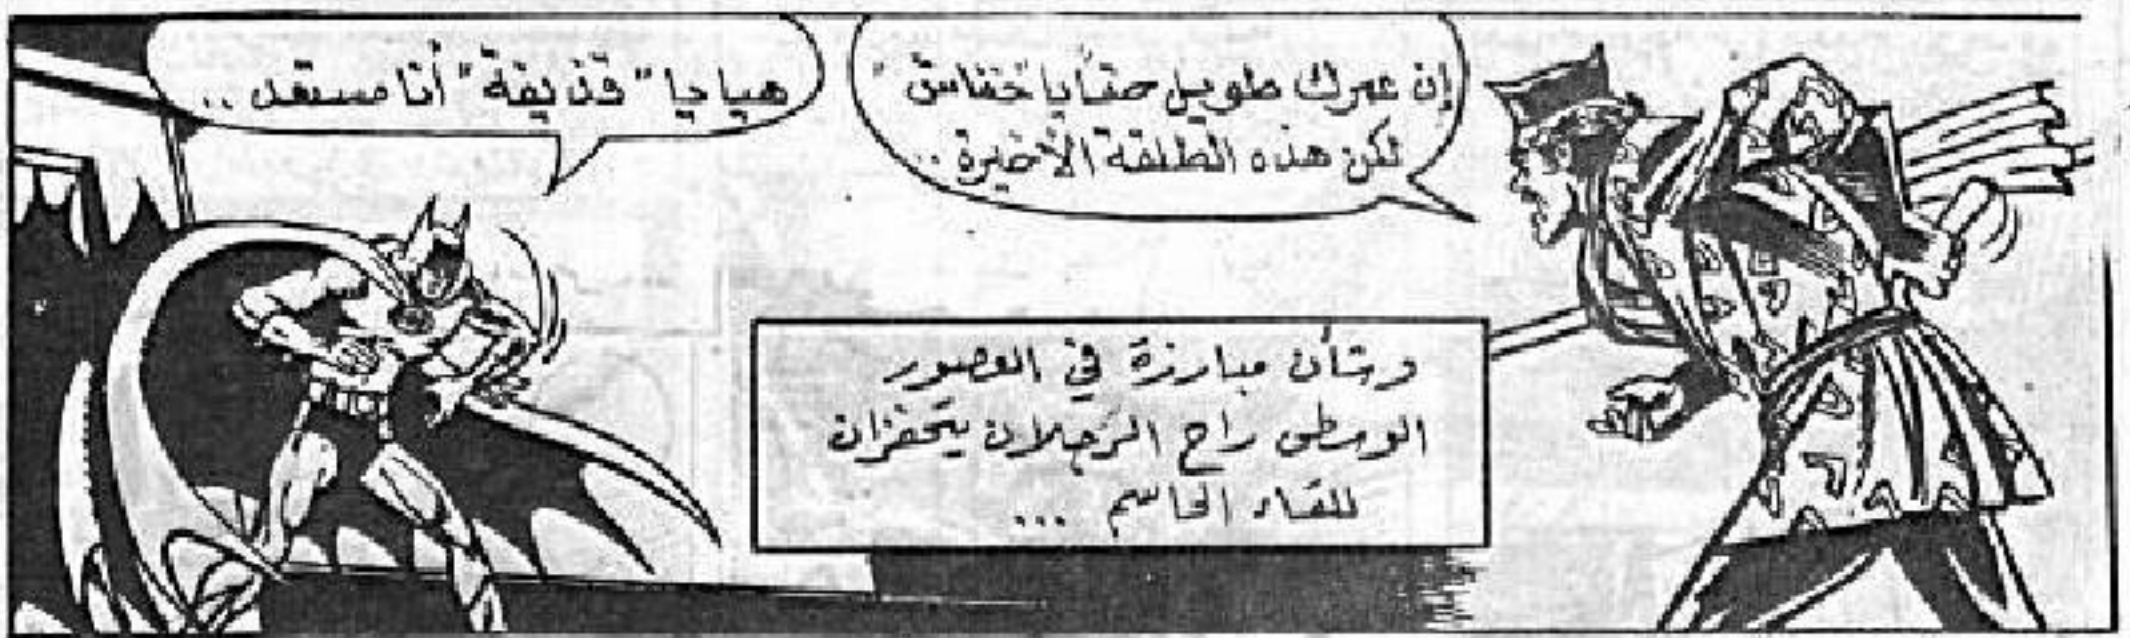 إن عمرك طويل حقاً يا خفاش"
لكن هذه الطلقة الأخيرة..
هيا يا "قذيفة" أنا مستعد..
وشأن مبارزة في العصور
الوسطى راح الرجلان يتحفزان
للقاء الحاسم ...